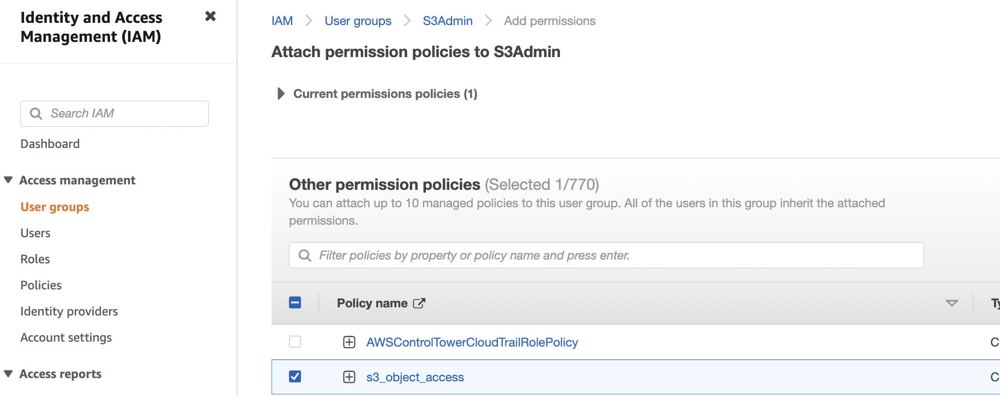 Identity and Access
Management (IAM)
Search IAM
Dashboard
Access management
User groups
Users
Roles
Policies
Identity providers
Account settings
Access reports
IAM > User groups > S3Admin > Add permissions
Attach permission policies to S3Admin
Current permissions policies (1)
Other permission policies (Selected 1/770)
You can attach up to 10 managed policies to this user group. All of the users in this group inherit the attached
permissions.
Filter policies by property or policy name and press enter.
Policy name
AWSControlTowerCloudTrailRolePolicy
s3_object_access